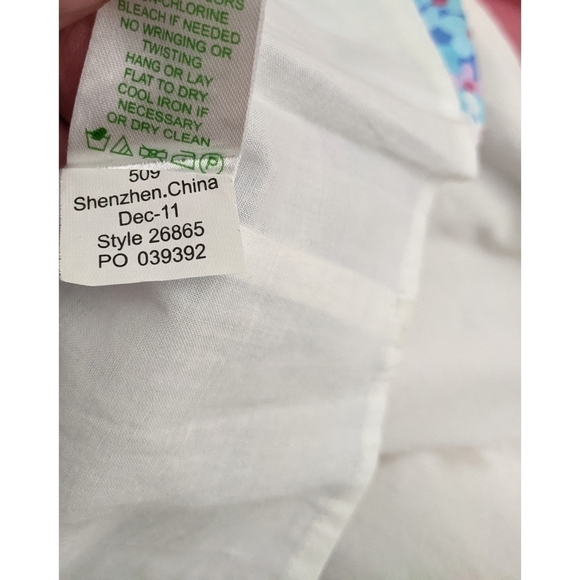 BLEACH IF NEEDED
NO WRINGING OR
TWISTING
HANG OR LAY
FLAT TO DRY
COOL IRON IF
NECESSARY
OR DRY CLEAN
P
509
Shenzhen.China
Dec-11
Style 26865
PO 039392